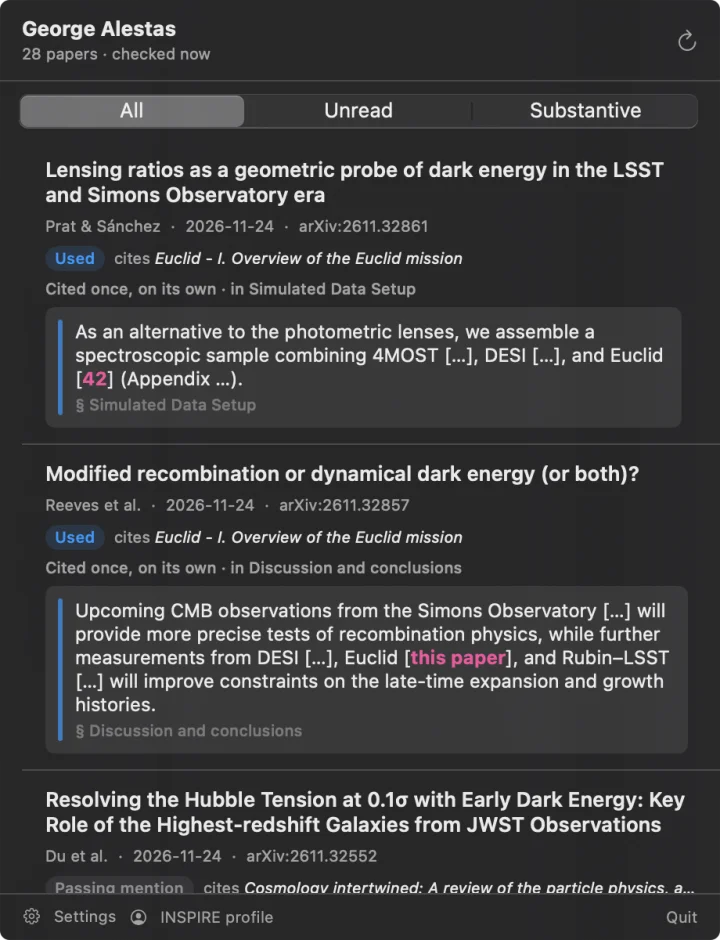 George Alestas
28 papers · checked now
All
Unread
Substantive
Lensing ratios as a geometric probe of dark energy in the LSST
and Simons Observatory era
Prat & Sánchez · 2026-11-24 · arXiv:2611.32861
Used cites Euclid - I. Overview of the Euclid mission
Cited once, on its own · in Simulated Data Setup
As an alternative to the photometric lenses, we assemble a
spectroscopic sample combining 4MOST [...], DESI [...], and Euclid
[42] (Appendix ...).
§ Simulated Data Setup
Modified recombination or dynamical dark energy (or both)?
Reeves et al. · 2026-11-24 · arXiv:2611.32857
Used cites Euclid - I. Overview of the Euclid mission
Cited once, on its own · in Discussion and conclusions
Upcoming CMB observations from the Simons Observatory [...] will
provide more precise tests of recombination physics, while further
measurements from DESI [...], Euclid [this paper], and Rubin–LSST
[...] will improve constraints on the late-time expansion and growth
histories.
§ Discussion and conclusions
Resolving the Hubble Tension at 0.1σ with Early Dark Energy: Key
Role of the Highest-redshift Galaxies from JWST Observations
Du et al. · 2026-11-24 · arXiv:2611.32552
Passing mention cites Cosmology intertwined: A review of the particle physics, a...
Settings
INSPIRE profile
Quit